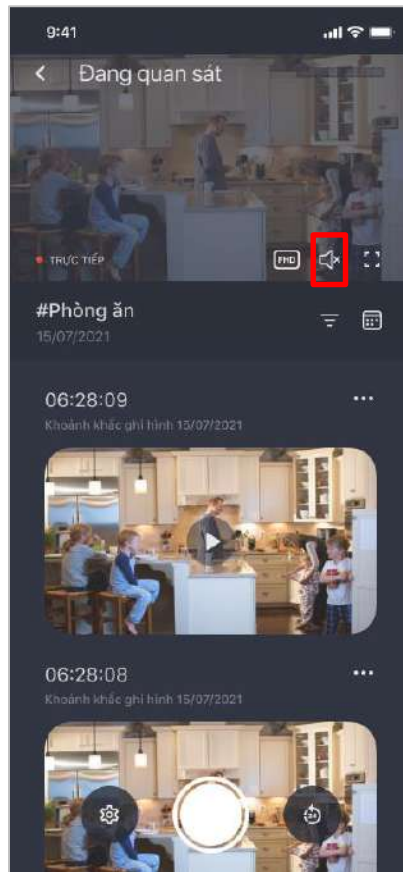 9:41
Đang quan sát
TRỰC TIẾP
FHD
#Phòng ăn
15/07/2021
06:28:09
Khoảnh khắc ghi hình 15/07/2021
06:28:08
Khoảnh khắc ghi hình 15/07/2021
24